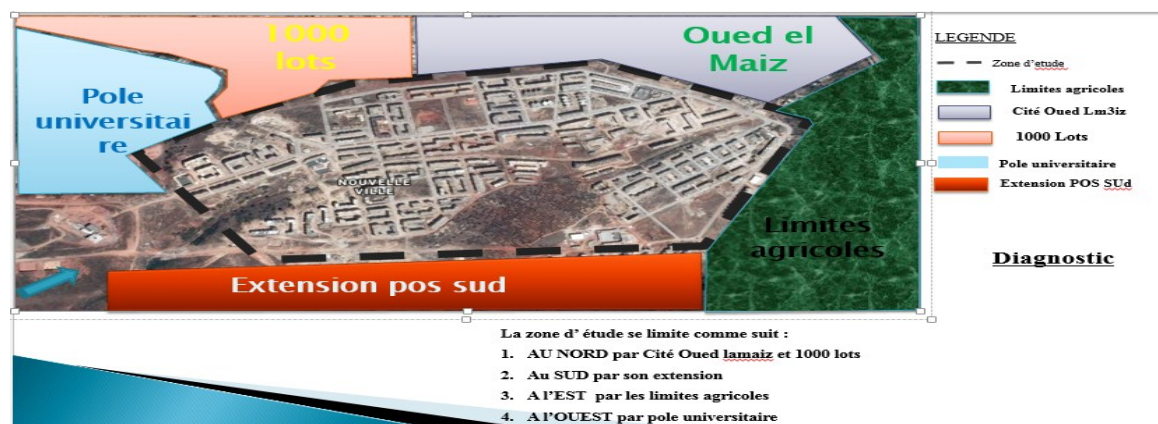 1000
lots
Oued el
Maiz
Pole
universitai
re
NOUVELLE
VILLE
Limites
agricoles
Extension pos sud
LEGENDE
Zone d’etude
Limites agricoles
Cité Oued Lm3iz
1000 Lots
Pole universitaire
Extension POS SUd
Diagnostic
La zone d’ étude se limite comme suit :
1. AU NORD par Cité Oued lamaiz et 1000 lots
2. Au SUD par son extension
3. A l’EST par les limites agricoles
4. A l’OUEST par pole universitaire